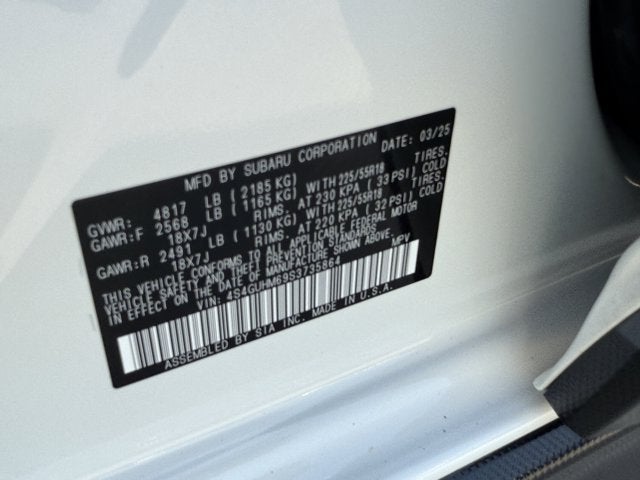 MFD BY SUBARU CORPORATION DATE: 03/25
GVWR: 4817 LB (2185 KG)
GAWR:F 2568 LB (1165 KG) WITH 225/55R18 TIRES.
18X7J RIMS. AT 230 KPA (33 PSI) COLD
GAWR:R 2491 LB (1130 KG) WITH 225/55R18 TIRES.
18X7J RIMS. AT 220 KPA (32 PSI) COLD
THIS VEHICLE CONFORMS TO ALL APPLICABLE FEDERAL MOTOR
VEHICLE SAFETY AND THEFT PREVENTION STANDARDS
IN EFFECT ON THE DATE OF MANUFACTURE SHOWN ABOVE.
VIN: 4S4GUHM69S3735864 MPV
ASSEMBLED BY SIA INC. MADE IN U.S.A.